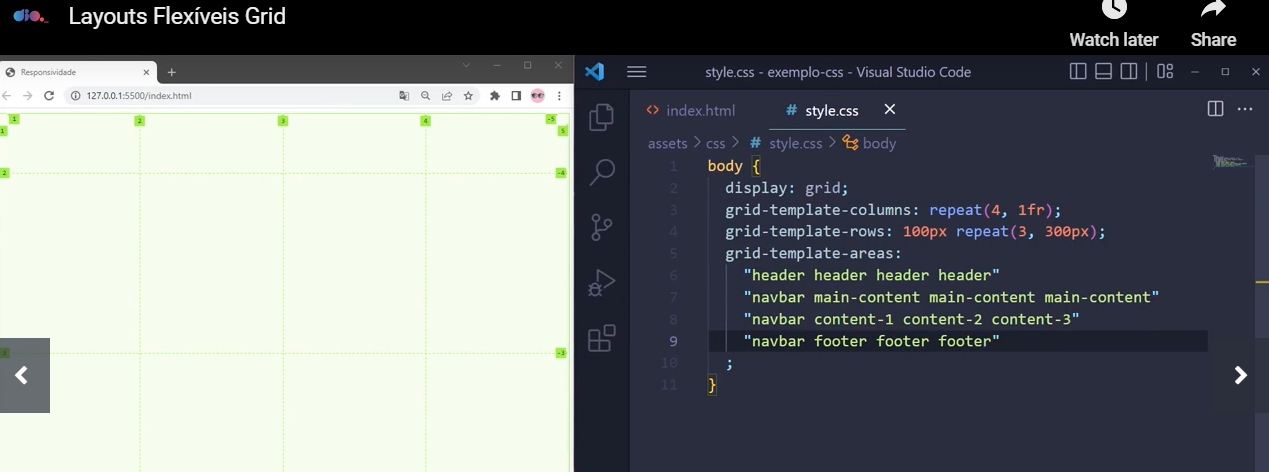 dio. Layouts Flexíveis Grid
Watch later Share
Responsividade
127.0.0.1:5500/index.html
1 2 3 4 -5
1 5
2 -4
-3
style.css - exemplo-css - Visual Studio Code
<> index.html # style.css
assets > css > # style.css > body
1 body {
2 display: grid;
3 grid-template-columns: repeat(4, 1fr);
4 grid-template-rows: 100px repeat(3, 300px);
5 grid-template-areas:
6 "header header header header"
7 "navbar main-content main-content main-content"
8 "navbar content-1 content-2 content-3"
9 "navbar footer footer footer"
10 ;
11 }